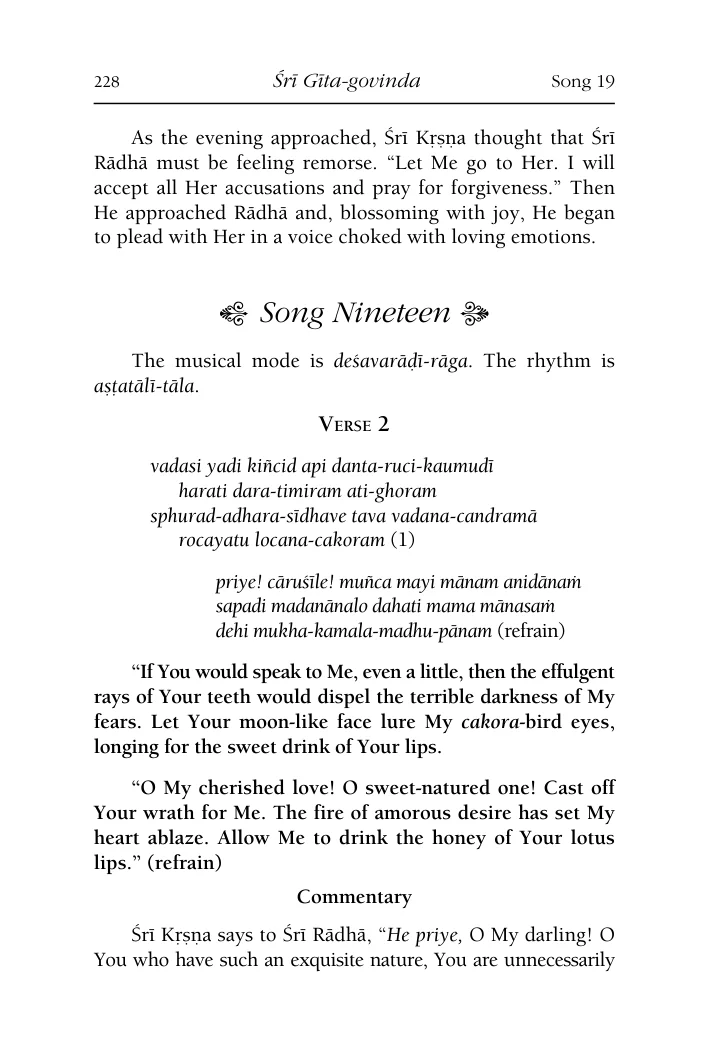 228 Śrī Gīta-govinda Song 19
As the evening approached, Śrī Kṛṣṇa thought that Śrī
Rādhā must be feeling remorse. “Let Me go to Her. I will
accept all Her accusations and pray for forgiveness.” Then
He approached Rādhā and, blossoming with joy, He began
to plead with Her in a voice choked with loving emotions.
Song Nineteen
The musical mode is deśavarāḍī-rāga. The rhythm is
aṣṭatālī-tāla.
Verse 2
vadasi yadi kiñcid api danta-ruci-kaumudī
harati dara-timiram ati-ghoram
sphurad-adhara-sīdhave tava vadana-candramā
rocayatu locana-cakoram (1)
priye! cāruśīle! muñca mayi mānam anidānaṁ
sapadi madanānalo dahati mama mānasaṁ
dehi mukha-kamala-madhu-pānam (refrain)
“If You would speak to Me, even a little, then the effulgent
rays of Your teeth would dispel the terrible darkness of My
fears. Let Your moon-like face lure My cakora-bird eyes,
longing for the sweet drink of Your lips.
“O My cherished love! O sweet-natured one! Cast off
Your wrath for Me. The fire of amorous desire has set My
heart ablaze. Allow Me to drink the honey of Your lotus
lips.” (refrain)
Commentary
Śrī Kṛṣṇa says to Śrī Rādhā, “He priye, O My darling! O
You who have such an exquisite nature, You are unnecessarily